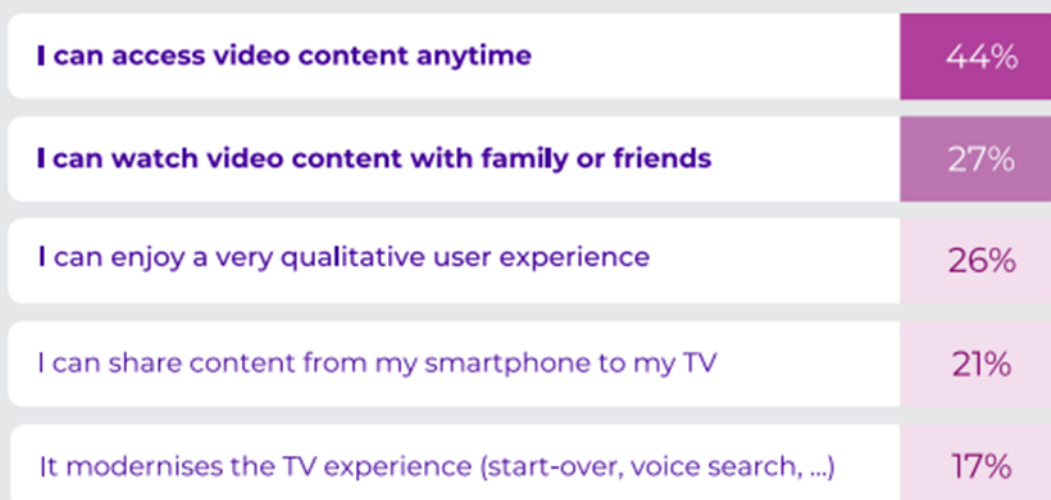 I can access video content anytime 44%
I can watch video content with family or friends 27%
I can enjoy a very qualitative user experience 26%
I can share content from my smartphone to my TV 21%
It modernises the TV experience (start-over, voice search, ...) 17%